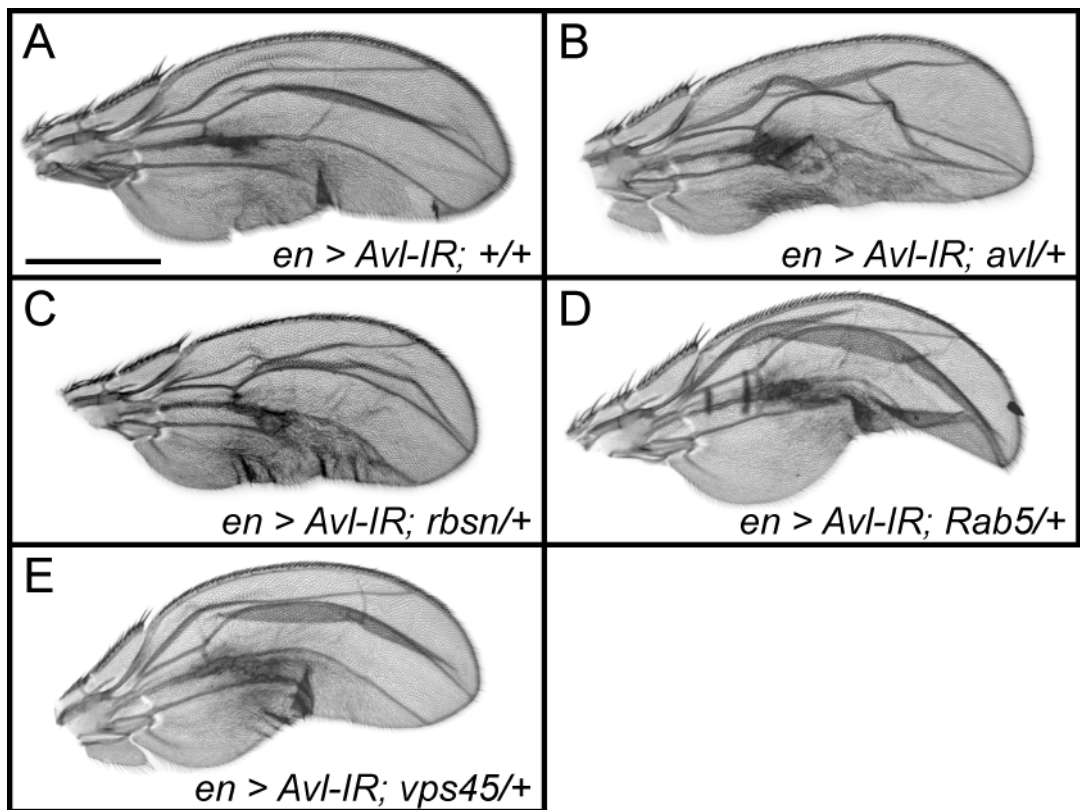 A
en > Avl-IR; +/+
B
en > Avl-IR; avl/+
C
en > Avl-IR; rbsn/+
D
en > Avl-IR; Rab5/+
E
en > Avl-IR; vps45/+